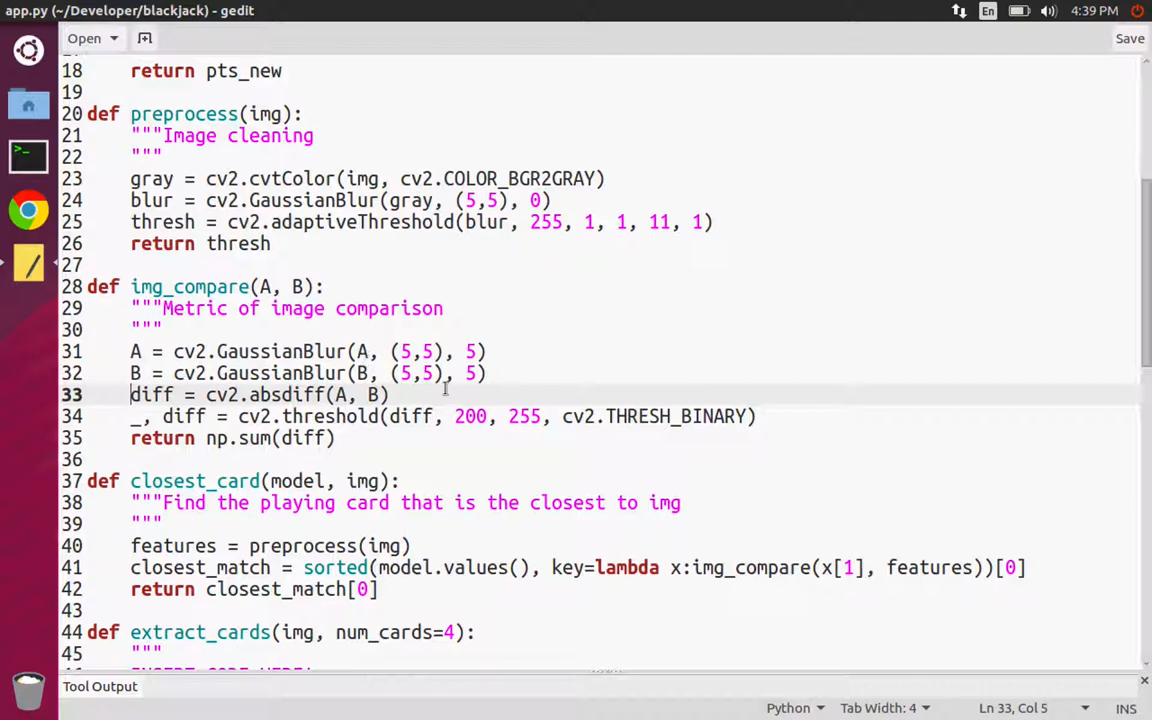 app.py (~/Developer/blackjack) - gedit
En
4:39 PM
Open
Save
18 return pts_new
19
20 def preprocess(img):
21 """Image cleaning
22 """
23 gray = cv2.cvtColor(img, cv2.COLOR_BGR2GRAY)
24 blur = cv2.GaussianBlur(gray, (5,5), 0)
25 thresh = cv2.adaptiveThreshold(blur, 255, 1, 1, 11, 1)
26 return thresh
27
28 def img_compare(A, B):
29 """Metric of image comparison
30 """
31 A = cv2.GaussianBlur(A, (5,5), 5)
32 B = cv2.GaussianBlur(B, (5,5), 5)
33 diff = cv2.absdiff(A, B)
34 _, diff = cv2.threshold(diff, 200, 255, cv2.THRESH_BINARY)
35 return np.sum(diff)
36
37 def closest_card(model, img):
38 """Find the playing card that is the closest to img
39 """
40 features = preprocess(img)
41 closest_match = sorted(model.values(), key=lambda x:img_compare(x[1], features))[0]
42 return closest_match[0]
43
44 def extract_cards(img, num_cards=4):
45 """
Tool Output
Python
Tab Width: 4
Ln 33, Col 5
INS